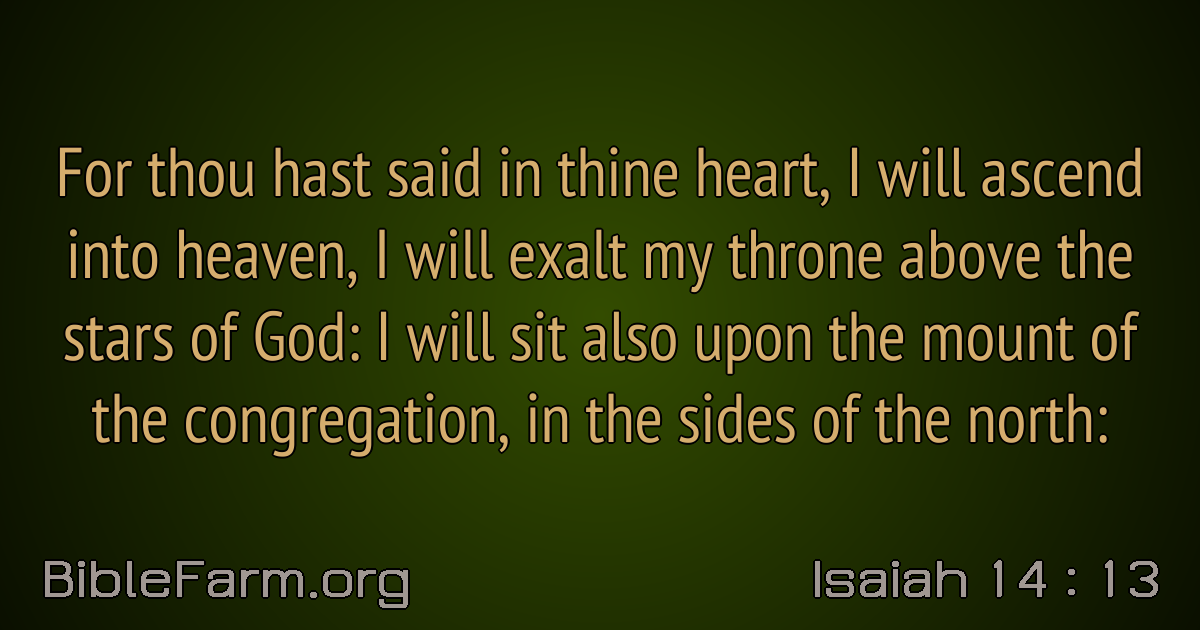 For thou hast said in thine heart, I will ascend
into heaven, I will exalt my throne above the
stars of God: I will sit also upon the mount of
the congregation, in the sides of the north:
BibleFarm.org
Isaiah 14 : 13